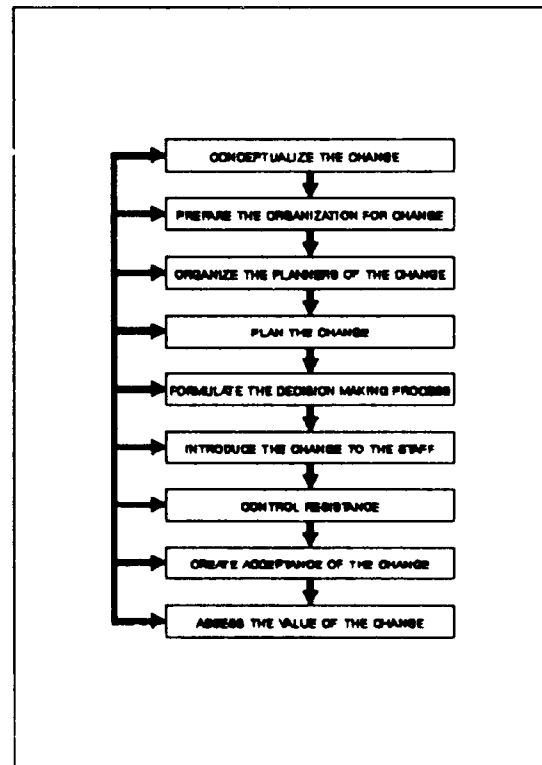 CONCEPTUALIZE THE CHANGE
PREPARE THE ORGANIZATION FOR CHANGE
ORGANIZE THE PLANNERS OF THE CHANGE
PLAN THE CHANGE
FORMULATE THE DECISION MAKING PROCESS
INTRODUCE THE CHANGE TO THE STAFF
CONTROL RESISTANCE
CREATE ACCEPTANCE OF THE CHANGE
ASSESS THE VALUE OF THE CHANGE